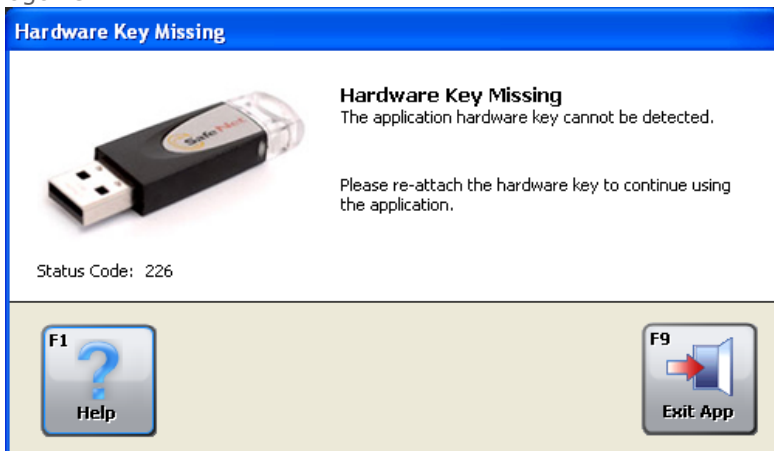 Hardware Key Missing
SafeNet
Hardware Key Missing
The application hardware key cannot be detected.
Please re-attach the hardware key to continue using
the application.
Status Code: 226
F1
Help
F9
Exit App